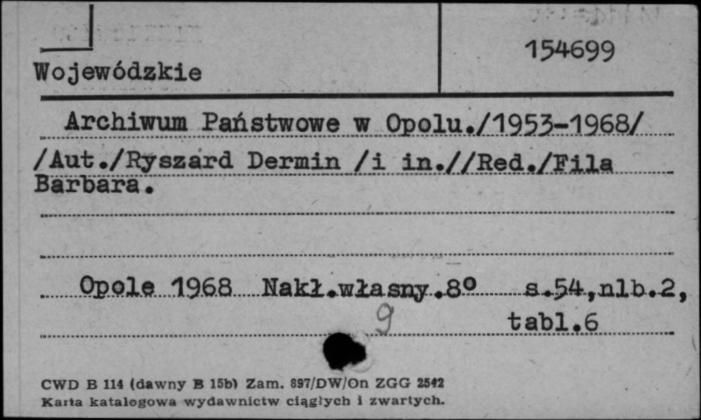 154699
Wojewódzkie
Archiwum Państwowe w Opolu./1953-1968/
/Aut./Ryszard Dermin /i in.//Red./Fila
Barbara.
Opole 1968 Nakł.własny.8° s.54,nlb.2,
9 tabl.6
CWD B 114 (dawny B 15b) Zam. 897/DW/On ZGG 2542
Karta katalogowa wydawnictw ciągłych i zwartych.